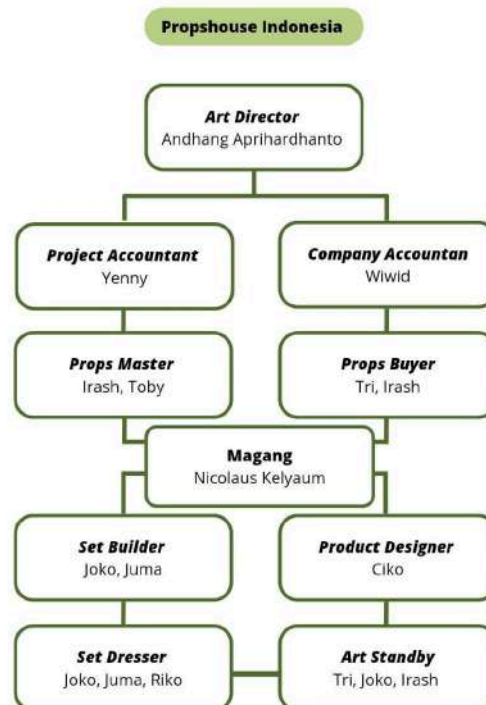 Propshouse Indonesia
Art Director
Andhang Aprihardhanto
Project Accountant
Yenny
Company Accountan
Wiwid
Props Master
Irash, Toby
Props Buyer
Tri, Irash
Magang
Nicolaus Kelyaum
Set Builder
Joko, Juma
Product Designer
Ciko
Set Dresser
Joko, Juma, Riko
Art Standby
Tri, Joko, Irash